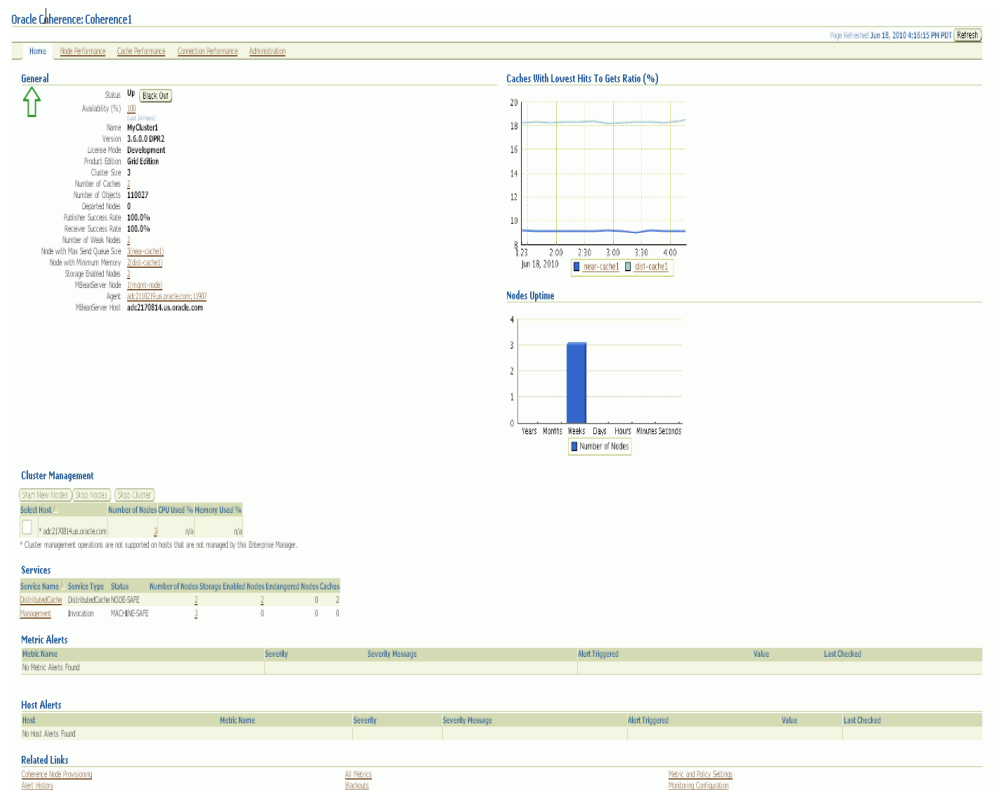 Oracle Coherence: Coherence1
Page Refreshed Jun 18, 2010 4:16:15 PM PDT Refresh
Home Node Performance Cache Performance Connection Performance Administration
General
Status Up Black Out
Availability (%) 100
(Last 24 Hours)
Name MyCluster1
Version 3.6.0.0 DPR2
License Mode Development
Product Edition Grid Edition
Cluster Size 3
Number of Caches 2
Number of Objects 110027
Departed Nodes 0
Publisher Success Rate 100.0%
Receiver Success Rate 100.0%
Number of Weak Nodes 2
Node with Max Send Queue Size 3(near-cache1)
Node with Minimum Memory 2(dist-cache1)
Storage Enabled Nodes 2
MBeanServer Node 1(mgmt-node)
Agent
MBeanServer Host adc2170814.us.oracle.com
Caches With Lowest Hits To Gets Ratio (%)
20
18
16
14
12
10
8
1:23 2:00 2:30 3:00 3:30 4:00
Jun 18, 2010
near-cache1 dist-cache1
Nodes Uptime
4
3
2
1
0
Years Months Weeks Days Hours Minutes Seconds
Number of Nodes
Cluster Management
Start New Nodes Stop Nodes Stop Cluster
Select Host Number of Nodes CPU Used % Memory Used %
* adc2170814.us.oracle.com 3 n/a n/a
* Cluster management operations are not supported on hosts that are not managed by this Enterprise Manager.
Services
Service Name Service Type Status Number of Nodes Storage Enabled Nodes Endangered Nodes Caches
DistributedCache DistributedCache NODE-SAFE 2 2 0 2
Management Invocation MACHINE-SAFE 3 0 0 0
Metric Alerts
Metric Name Severity Severity Message Alert Triggered Value Last Checked
No Metric Alerts Found
Host Alerts
Host Metric Name Severity Severity Message Alert Triggered Value Last Checked
No Host Alerts Found
Related Links
Coherence Node Provisioning All Metrics Metric and Policy Settings
Alert History Blackouts Monitoring Configuration